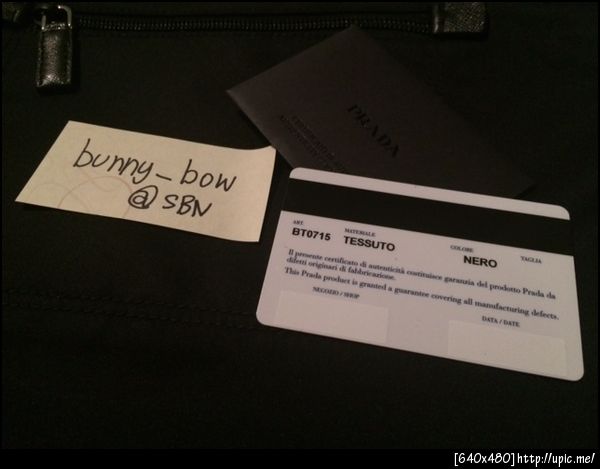 PRADA
CERTIFICATO DI
bunny_bow
@SBN
ART. MATERIALE COLORE TAGLIA
BT0715 TESSUTO NERO
Il presente certificato di autenticità costituisce garanzia del prodotto Prada da
difetti originari di fabbricazione.
This Prada product is granted a guarantee covering all manufacturing defects.
NEGOZIO / SHOP DATA / DATE
[640x480]http://upic.me/